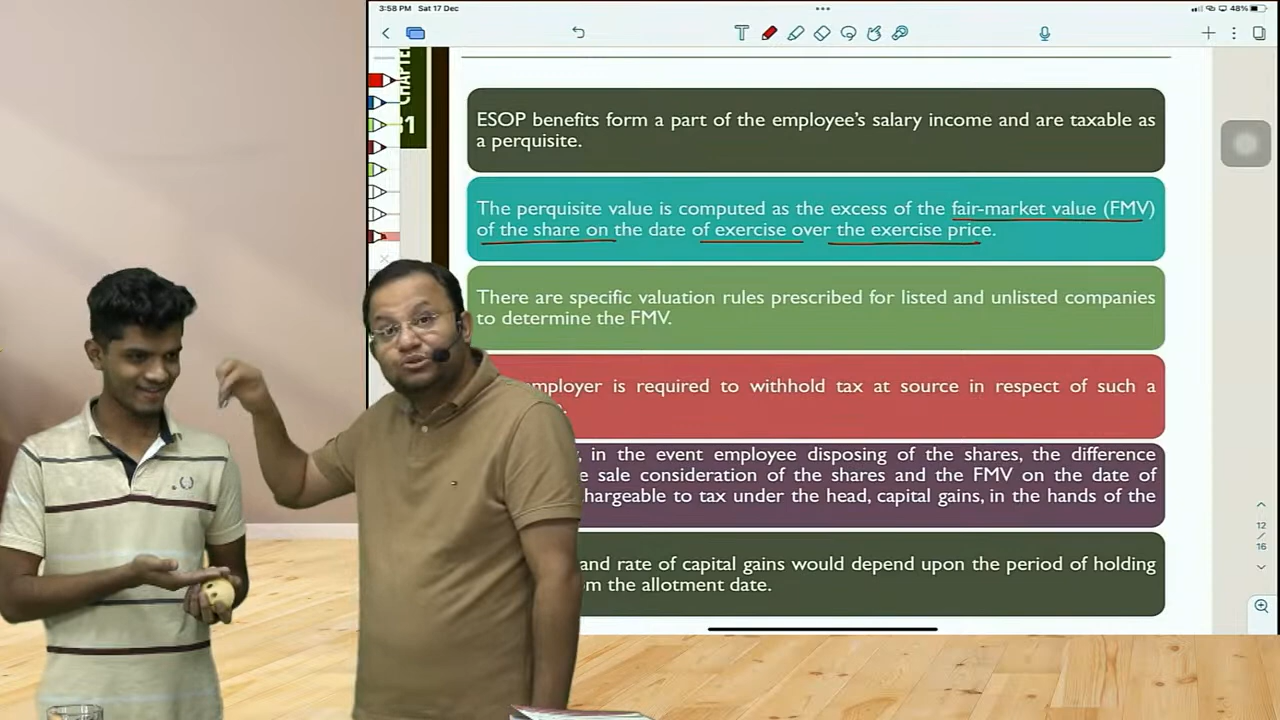 3:58 PM Sat 17 Dec
48%
CHAPTE
31
ESOP benefits form a part of the employee's salary income and are taxable as
a perquisite.
The perquisite value is computed as the excess of the fair-market value (FMV)
of the share on the date of exercise over the exercise price.
There are specific valuation rules prescribed for listed and unlisted companies
to determine the FMV.
employer is required to withhold tax at source in respect of such a
, in the event employee disposing of the shares, the difference
sale consideration of the shares and the FMV on the date of
chargeable to tax under the head, capital gains, in the hands of the
and rate of capital gains would depend upon the period of holding
the allotment date.
12
/
16